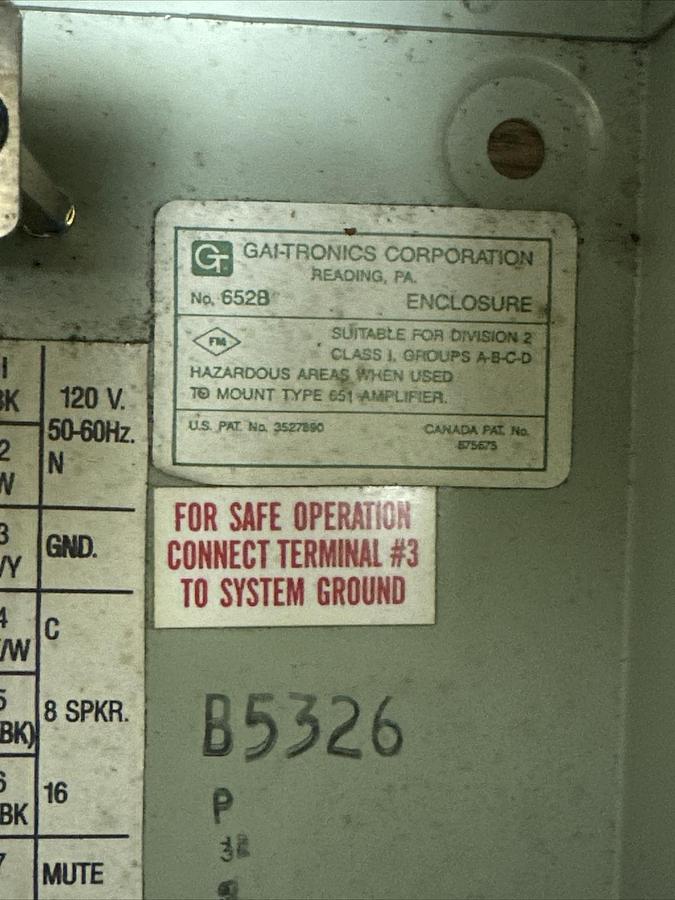 GT GAI-TRONICS CORPORATION
READING, PA.
No. 652B ENCLOSURE
FM SUITABLE FOR DIVISION 2
CLASS I, GROUPS A-B-C-D
HAZARDOUS AREAS WHEN USED
TO MOUNT TYPE 651 AMPLIFIER.
U.S. PAT. No. 3527890 CANADA PAT. No.
875675
FOR SAFE OPERATION
CONNECT TERMINAL #3
TO SYSTEM GROUND
B5326
P
120 V.
50-60Hz.
2 N
W
3 GND.
/Y
4 C
/W
5 8 SPKR.
BK)
6 16
BK
7 MUTE